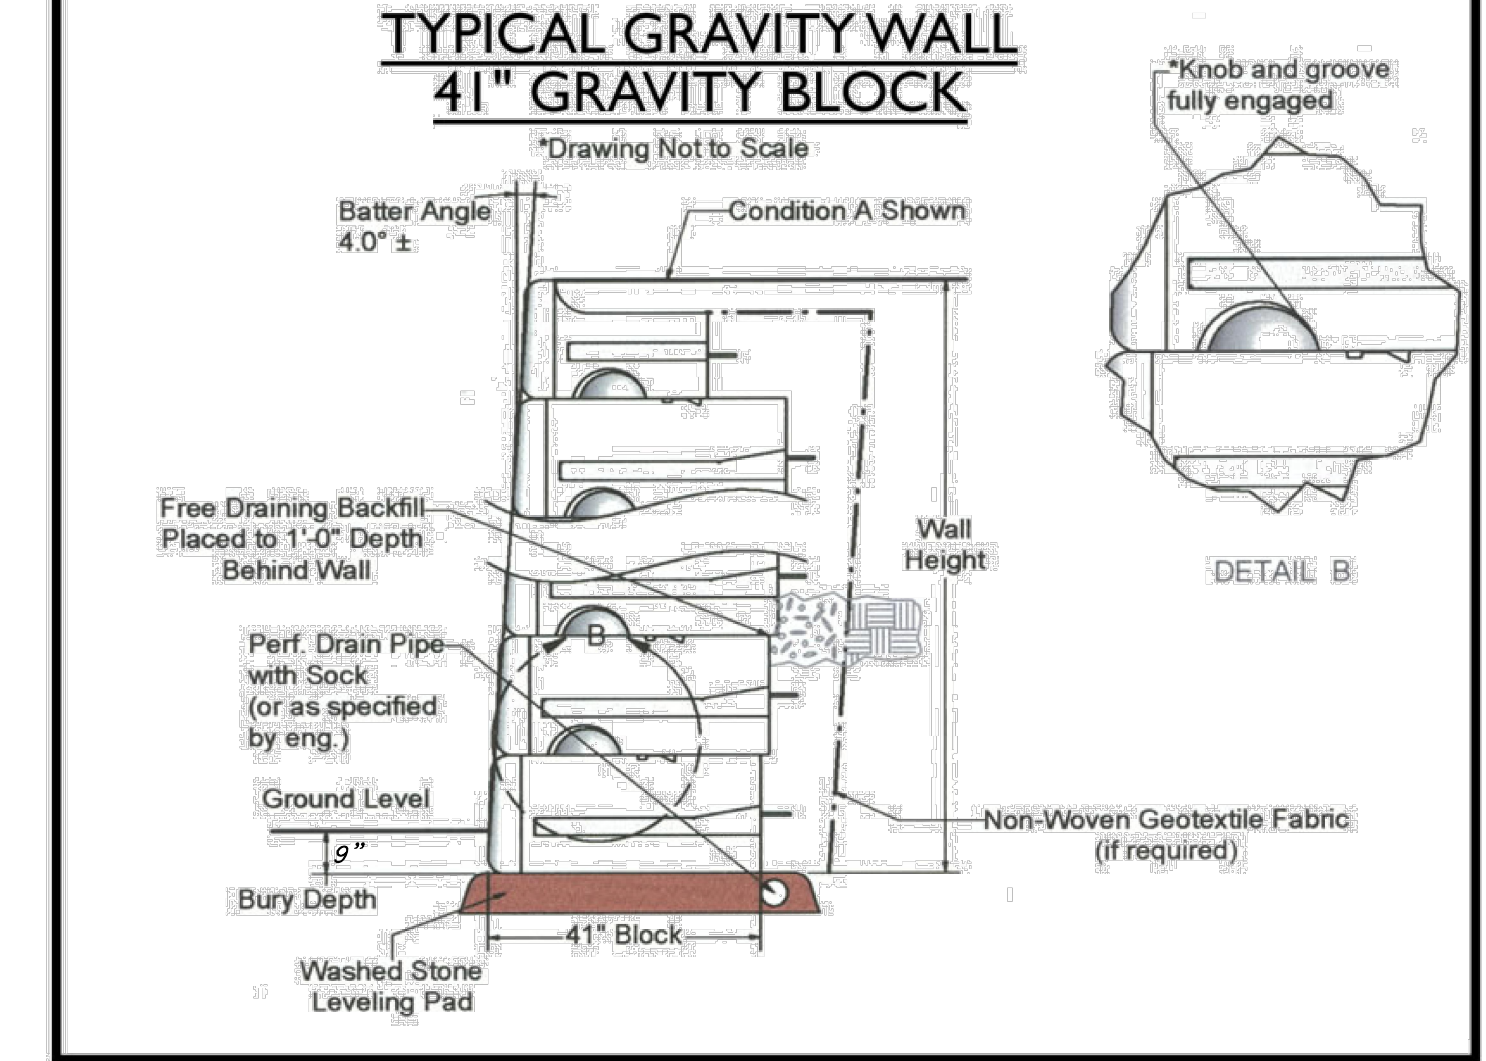 TYPICAL GRAVITY WALL
41" GRAVITY BLOCK
*Drawing Not to Scale
*Knob and groove
fully engaged
Batter Angle
4.0° ±
Condition A Shown
Free Draining Backfill
Placed to 1'-0" Depth
Behind Wall
Wall
Height
DETAIL B
B
Perf. Drain Pipe
with Sock
(or as specified
by eng.)
Ground Level
9"
Bury Depth
Non-Woven Geotextile Fabric
(if required)
41" Block
Washed Stone
Leveling Pad